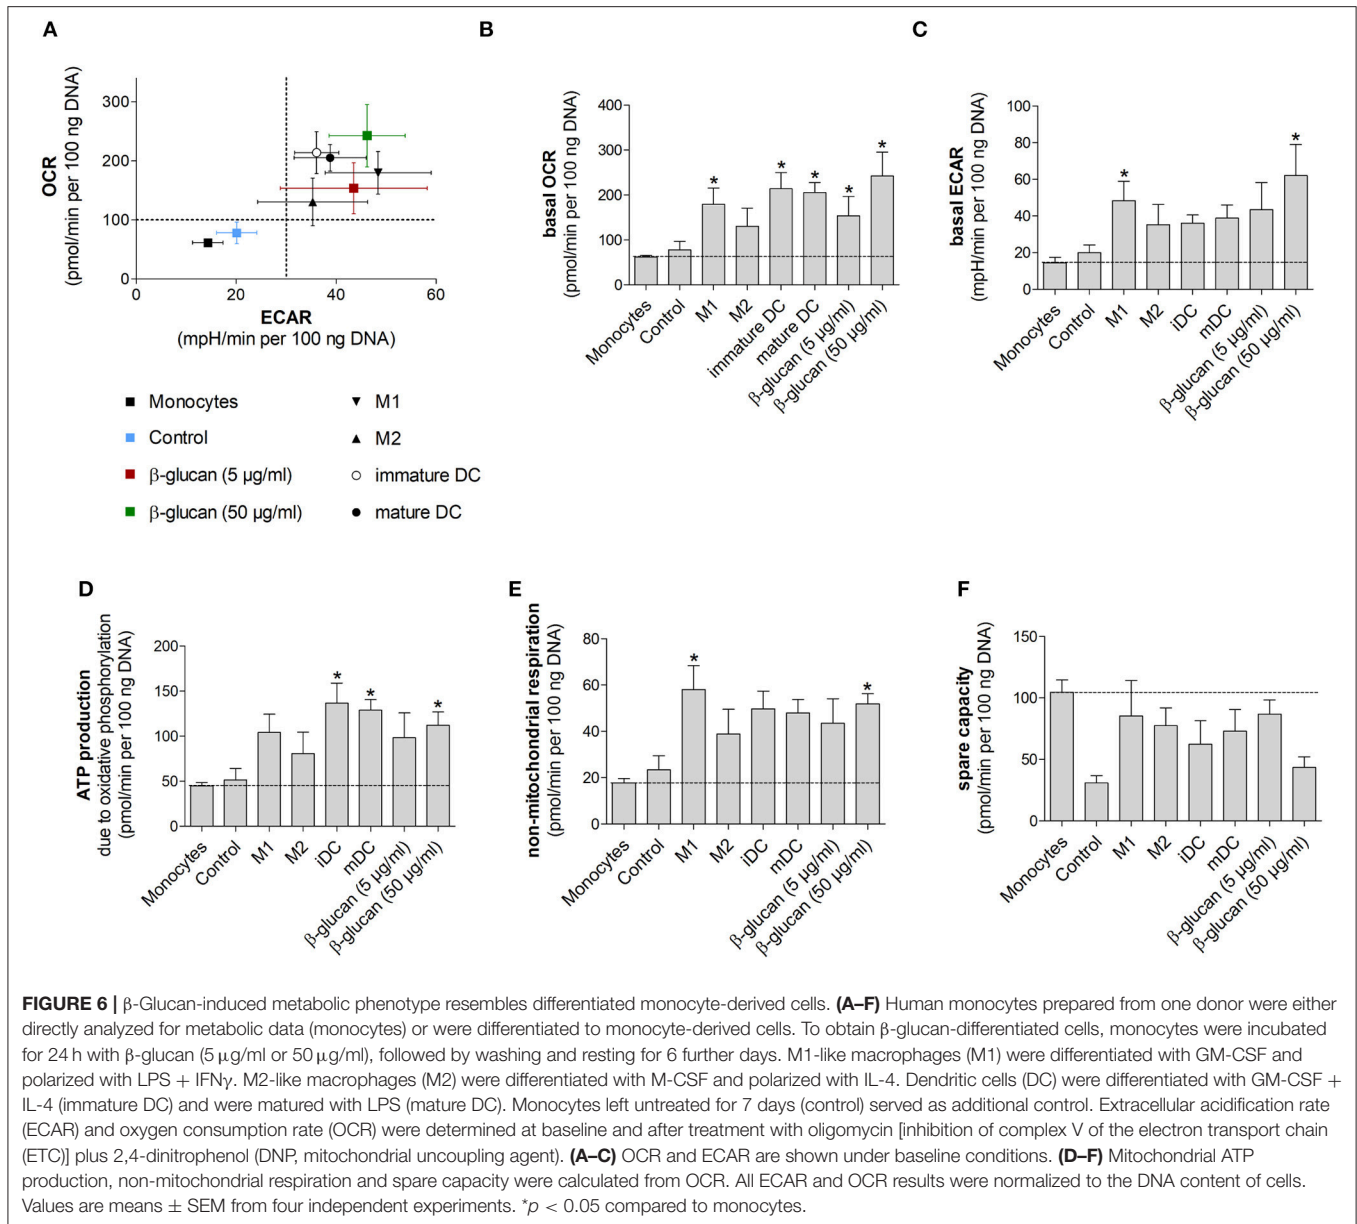 A
OCR
(pmol/min per 100 ng DNA)
300
200
100
0
0 20 40 60
ECAR
(mpH/min per 100 ng DNA)
Monocytes
Control
β-glucan (5 µg/ml)
β-glucan (50 µg/ml)
M1
M2
immature DC
mature DC
B
basal OCR
(pmol/min per 100 ng DNA)
400
300
200
100
0
* * * * *
Monocytes
Control
M1
M2
immature DC
mature DC
β-glucan (5 µg/ml)
β-glucan (50 µg/ml)
C
basal ECAR
(mpH/min per 100 ng DNA)
100
80
60
40
20
0
* *
Monocytes
Control
M1
M2
iDC
mDC
β-glucan (5 µg/ml)
β-glucan (50 µg/ml)
D
ATP production
due to oxidative phosphorylation
(pmol/min per 100 ng DNA)
200
150
100
50
0
* * *
Monocytes
Control
M1
M2
iDC
mDC
β-glucan (5 µg/ml)
β-glucan (50 µg/ml)
E
non-mitochondrial respiration
(pmol/min per 100 ng DNA)
80
60
40
20
0
* *
Monocytes
Control
M1
M2
iDC
mDC
β-glucan (5 µg/ml)
β-glucan (50 µg/ml)
F
spare capacity
(pmol/min per 100 ng DNA)
150
100
50
0
Monocytes
Control
M1
M2
iDC
mDC
β-glucan (5 µg/ml)
β-glucan (50 µg/ml)
FIGURE 6 | β-Glucan-induced metabolic phenotype resembles differentiated monocyte-derived cells. (A–F) Human monocytes prepared from one donor were either
directly analyzed for metabolic data (monocytes) or were differentiated to monocyte-derived cells. To obtain β-glucan-differentiated cells, monocytes were incubated
for 24 h with β-glucan (5 µg/ml or 50 µg/ml), followed by washing and resting for 6 further days. M1-like macrophages (M1) were differentiated with GM-CSF and
polarized with LPS + IFNγ. M2-like macrophages (M2) were differentiated with M-CSF and polarized with IL-4. Dendritic cells (DC) were differentiated with GM-CSF +
IL-4 (immature DC) and were matured with LPS (mature DC). Monocytes left untreated for 7 days (control) served as additional control. Extracellular acidification rate
(ECAR) and oxygen consumption rate (OCR) were determined at baseline and after treatment with oligomycin [inhibition of complex V of the electron transport chain
(ETC)] plus 2,4-dinitrophenol (DNP, mitochondrial uncoupling agent). (A–C) OCR and ECAR are shown under baseline conditions. (D–F) Mitochondrial ATP
production, non-mitochondrial respiration and spare capacity were calculated from OCR. All ECAR and OCR results were normalized to the DNA content of cells.
Values are means ± SEM from four independent experiments. *p < 0.05 compared to monocytes.